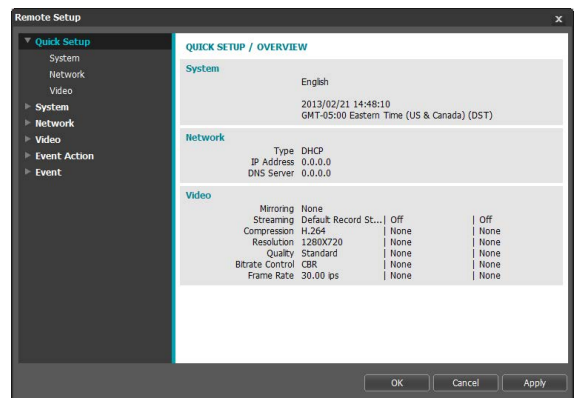 Remote Setup
x
Quick Setup
System
Network
Video
System
Network
Video
Event Action
Event
QUICK SETUP / OVERVIEW
System
English
2013/02/21 14:48:10
GMT-05:00 Eastern Time (US & Canada) (DST)
Network
Type DHCP
IP Address 0.0.0.0
DNS Server 0.0.0.0
Video
Mirroring None
Streaming Default Record St...| Off | Off
Compression H.264 | None | None
Resolution 1280X720 | None | None
Quality Standard | None | None
Bitrate Control CBR | None | None
Frame Rate 30.00 ips | None | None
OK Cancel Apply